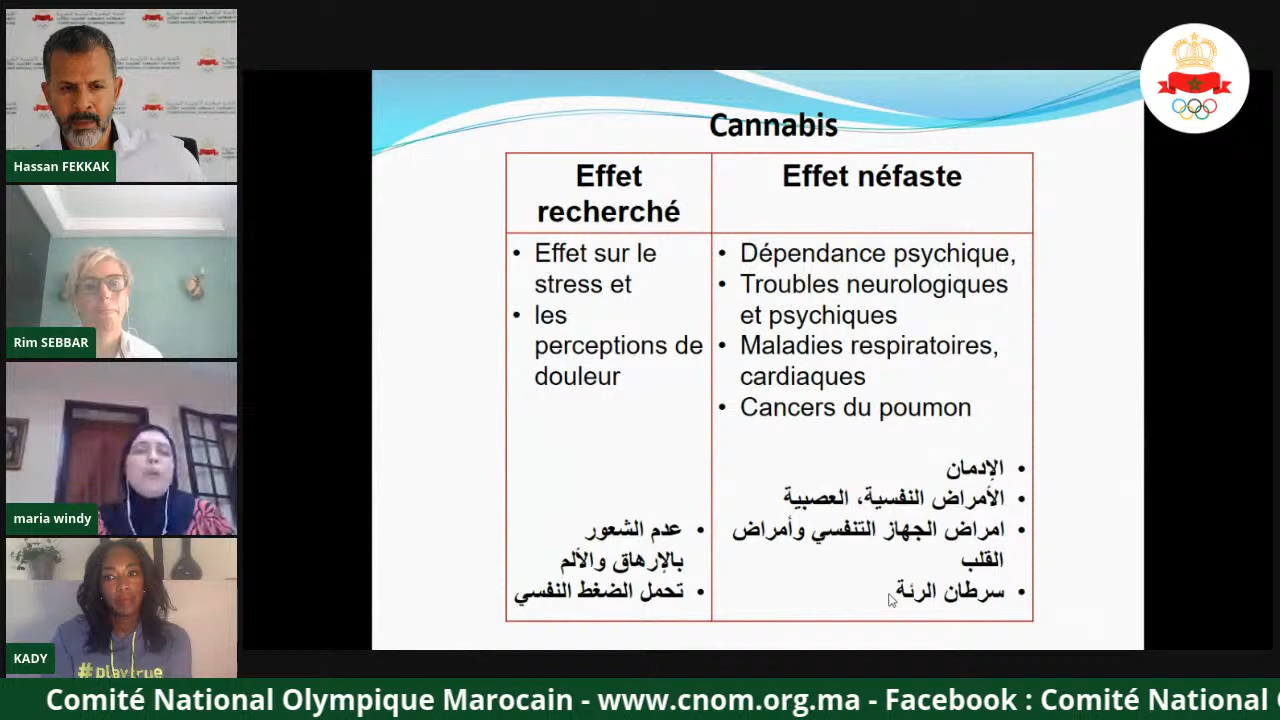 Hassan FEKKAK
Rim SEBBAR
maria windy
KADY
#playtrue
Cannabis
Effet
recherché
Effet néfaste
• Effet sur le
stress et
• les
perceptions de
douleur
• عدم الشعور
بالإرهاق والألم
• تحمل الضغط النفسي
• Dépendance psychique,
• Troubles neurologiques
et psychiques
• Maladies respiratoires,
cardiaques
• Cancers du poumon
• الإدمان
• الأمراض النفسية، العصبية
• امراض الجهاز التنفسي وأمراض
القلب
• سرطان الرئة
Comité National Olympique Marocain - www.cnom.org.ma - Facebook : Comité National